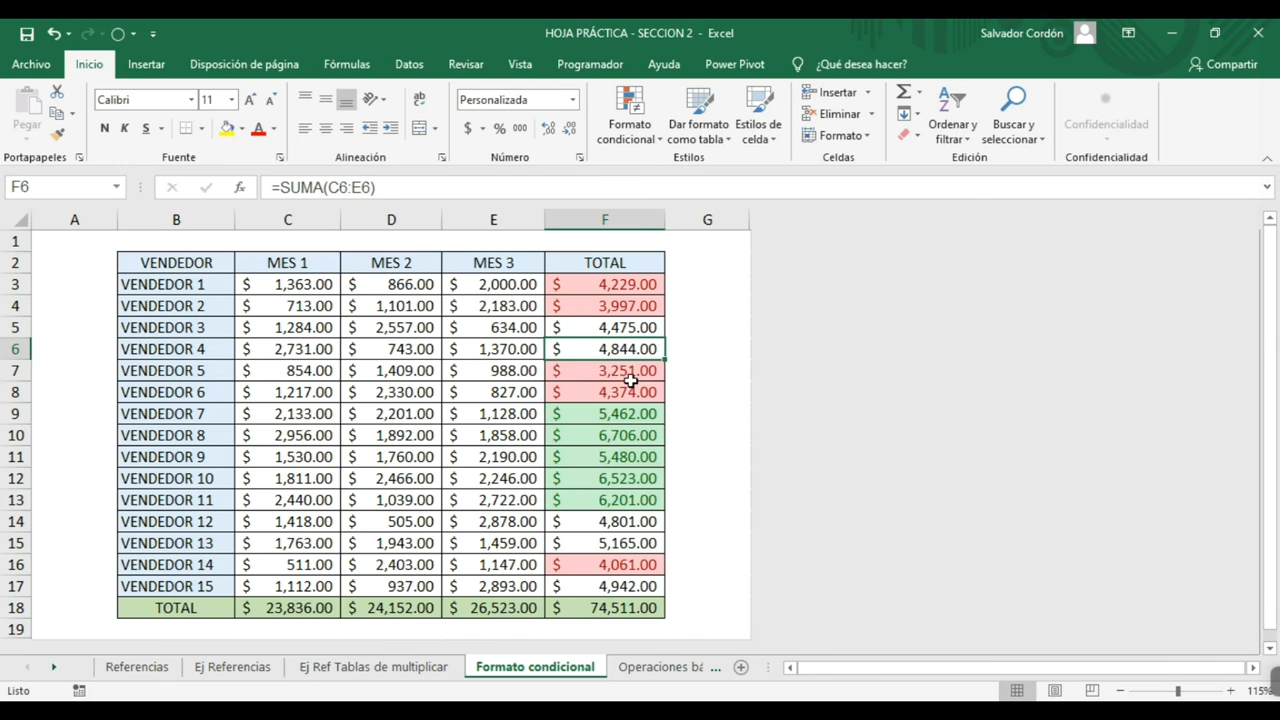 HOJA PRÁCTICA - SECCION 2 - Excel
Salvador Cordón
Archivo Inicio Insertar Disposición de página Fórmulas Datos Revisar Vista Programador Ayuda Power Pivot ¿Qué desea hacer? Compartir
Pegar
Calibri 11
N K S
Personalizada
$ % 000
Formato condicional
Dar formato como tabla
Estilos de celda
Insertar
Eliminar
Formato
Ordenar y filtrar
Buscar y seleccionar
Confidencialidad
Portapapeles Fuente Alineación Número Estilos Celdas Edición Confidencialidad
F6 fx =SUMA(C6:E6)
A B C D E F G
1
2 VENDEDOR MES 1 MES 2 MES 3 TOTAL
3 VENDEDOR 1 $ 1,363.00 $ 866.00 $ 2,000.00 $ 4,229.00
4 VENDEDOR 2 $ 713.00 $ 1,101.00 $ 2,183.00 $ 3,997.00
5 VENDEDOR 3 $ 1,284.00 $ 2,557.00 $ 634.00 $ 4,475.00
6 VENDEDOR 4 $ 2,731.00 $ 743.00 $ 1,370.00 $ 4,844.00
7 VENDEDOR 5 $ 854.00 $ 1,409.00 $ 988.00 $ 3,251.00
8 VENDEDOR 6 $ 1,217.00 $ 2,330.00 $ 827.00 $ 4,374.00
9 VENDEDOR 7 $ 2,133.00 $ 2,201.00 $ 1,128.00 $ 5,462.00
10 VENDEDOR 8 $ 2,956.00 $ 1,892.00 $ 1,858.00 $ 6,706.00
11 VENDEDOR 9 $ 1,530.00 $ 1,760.00 $ 2,190.00 $ 5,480.00
12 VENDEDOR 10 $ 1,811.00 $ 2,466.00 $ 2,246.00 $ 6,523.00
13 VENDEDOR 11 $ 2,440.00 $ 1,039.00 $ 2,722.00 $ 6,201.00
14 VENDEDOR 12 $ 1,418.00 $ 505.00 $ 2,878.00 $ 4,801.00
15 VENDEDOR 13 $ 1,763.00 $ 1,943.00 $ 1,459.00 $ 5,165.00
16 VENDEDOR 14 $ 511.00 $ 2,403.00 $ 1,147.00 $ 4,061.00
17 VENDEDOR 15 $ 1,112.00 $ 937.00 $ 2,893.00 $ 4,942.00
18 TOTAL $ 23,836.00 $ 24,152.00 $ 26,523.00 $ 74,511.00
19
Referencias Ej Referencias Ej Ref Tablas de multiplicar Formato condicional Operaciones bá ...
Listo 115%